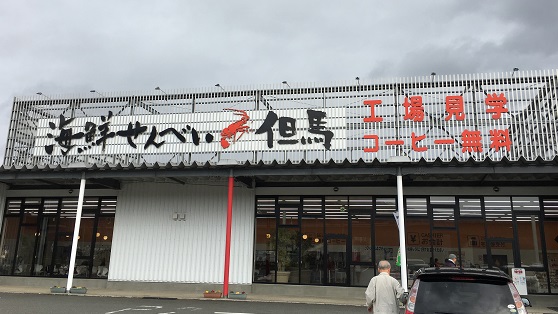 海鮮せんべい 但馬
工場見学
コーヒー無料